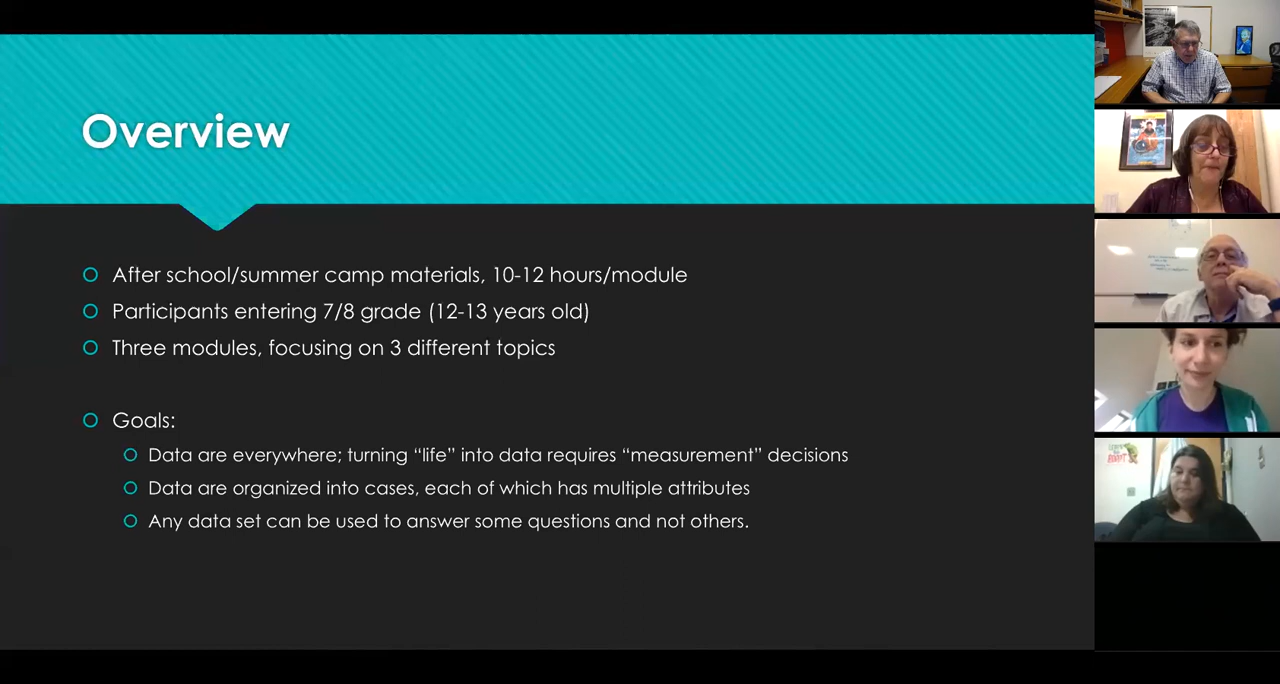 Overview
After school/summer camp materials, 10-12 hours/module
Participants entering 7/8 grade (12-13 years old)
Three modules, focusing on 3 different topics
Goals:
Data are everywhere; turning “life” into data requires “measurement” decisions
Data are organized into cases, each of which has multiple attributes
Any data set can be used to answer some questions and not others.